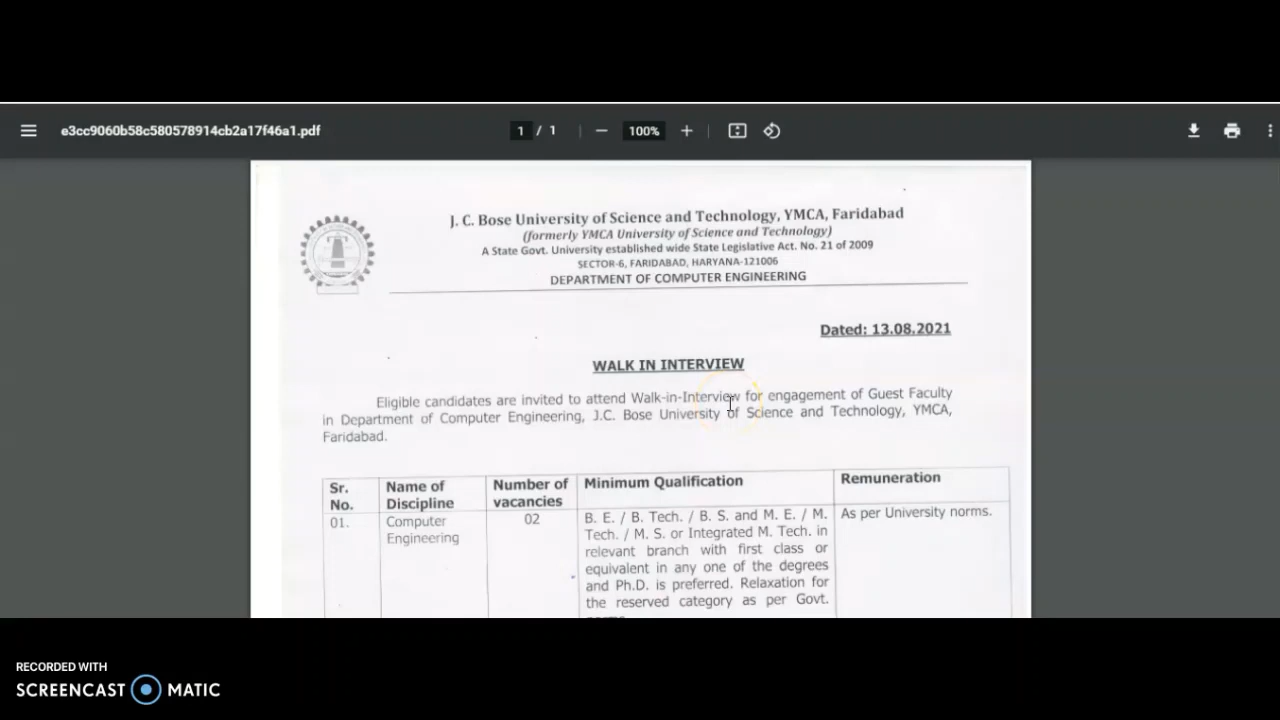 e3cc9060b58c580578914cb2a17f46a1.pdf
1 / 1
100%
J. C. Bose University of Science and Technology, YMCA, Faridabad
(formerly YMCA University of Science and Technology)
A State Govt. University established wide State Legislative Act. No. 21 of 2009
SECTOR-6, FARIDABAD, HARYANA-121006
DEPARTMENT OF COMPUTER ENGINEERING
Dated: 13.08.2021
WALK IN INTERVIEW
Eligible candidates are invited to attend Walk-in-Interview for engagement of Guest Faculty
in Department of Computer Engineering, J.C. Bose University of Science and Technology, YMCA,
Faridabad.
Sr. No.
Name of Discipline
Number of vacancies
Minimum Qualification
Remuneration
01.
Computer Engineering
02
B. E. / B. Tech. / B. S. and M. E. / M.
Tech. / M. S. or Integrated M. Tech. in
relevant branch with first class or
equivalent in any one of the degrees
and Ph.D. is preferred. Relaxation for
the reserved category as per Govt.
As per University norms.
RECORDED WITH
SCREENCAST MATIC